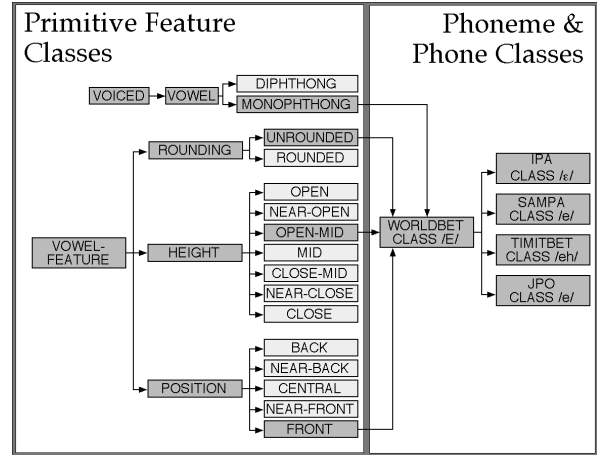 Primitive Feature
Classes
Phoneme &
Phone Classes
DIPHTHONG
VOICED
VOWEL
MONOPHTHONG
ROUNDING
UNROUNDED
ROUNDED
OPEN
NEAR-OPEN
OPEN-MID
MID
CLOSE-MID
NEAR-CLOSE
CLOSE
VOWEL-
FEATURE
HEIGHT
BACK
NEAR-BACK
CENTRAL
NEAR-FRONT
FRONT
POSITION
WORLDBET
CLASS /E/
IPA
CLASS /ε/
SAMPA
CLASS /e/
TIMITBET
CLASS /eh/
JPO
CLASS /e/